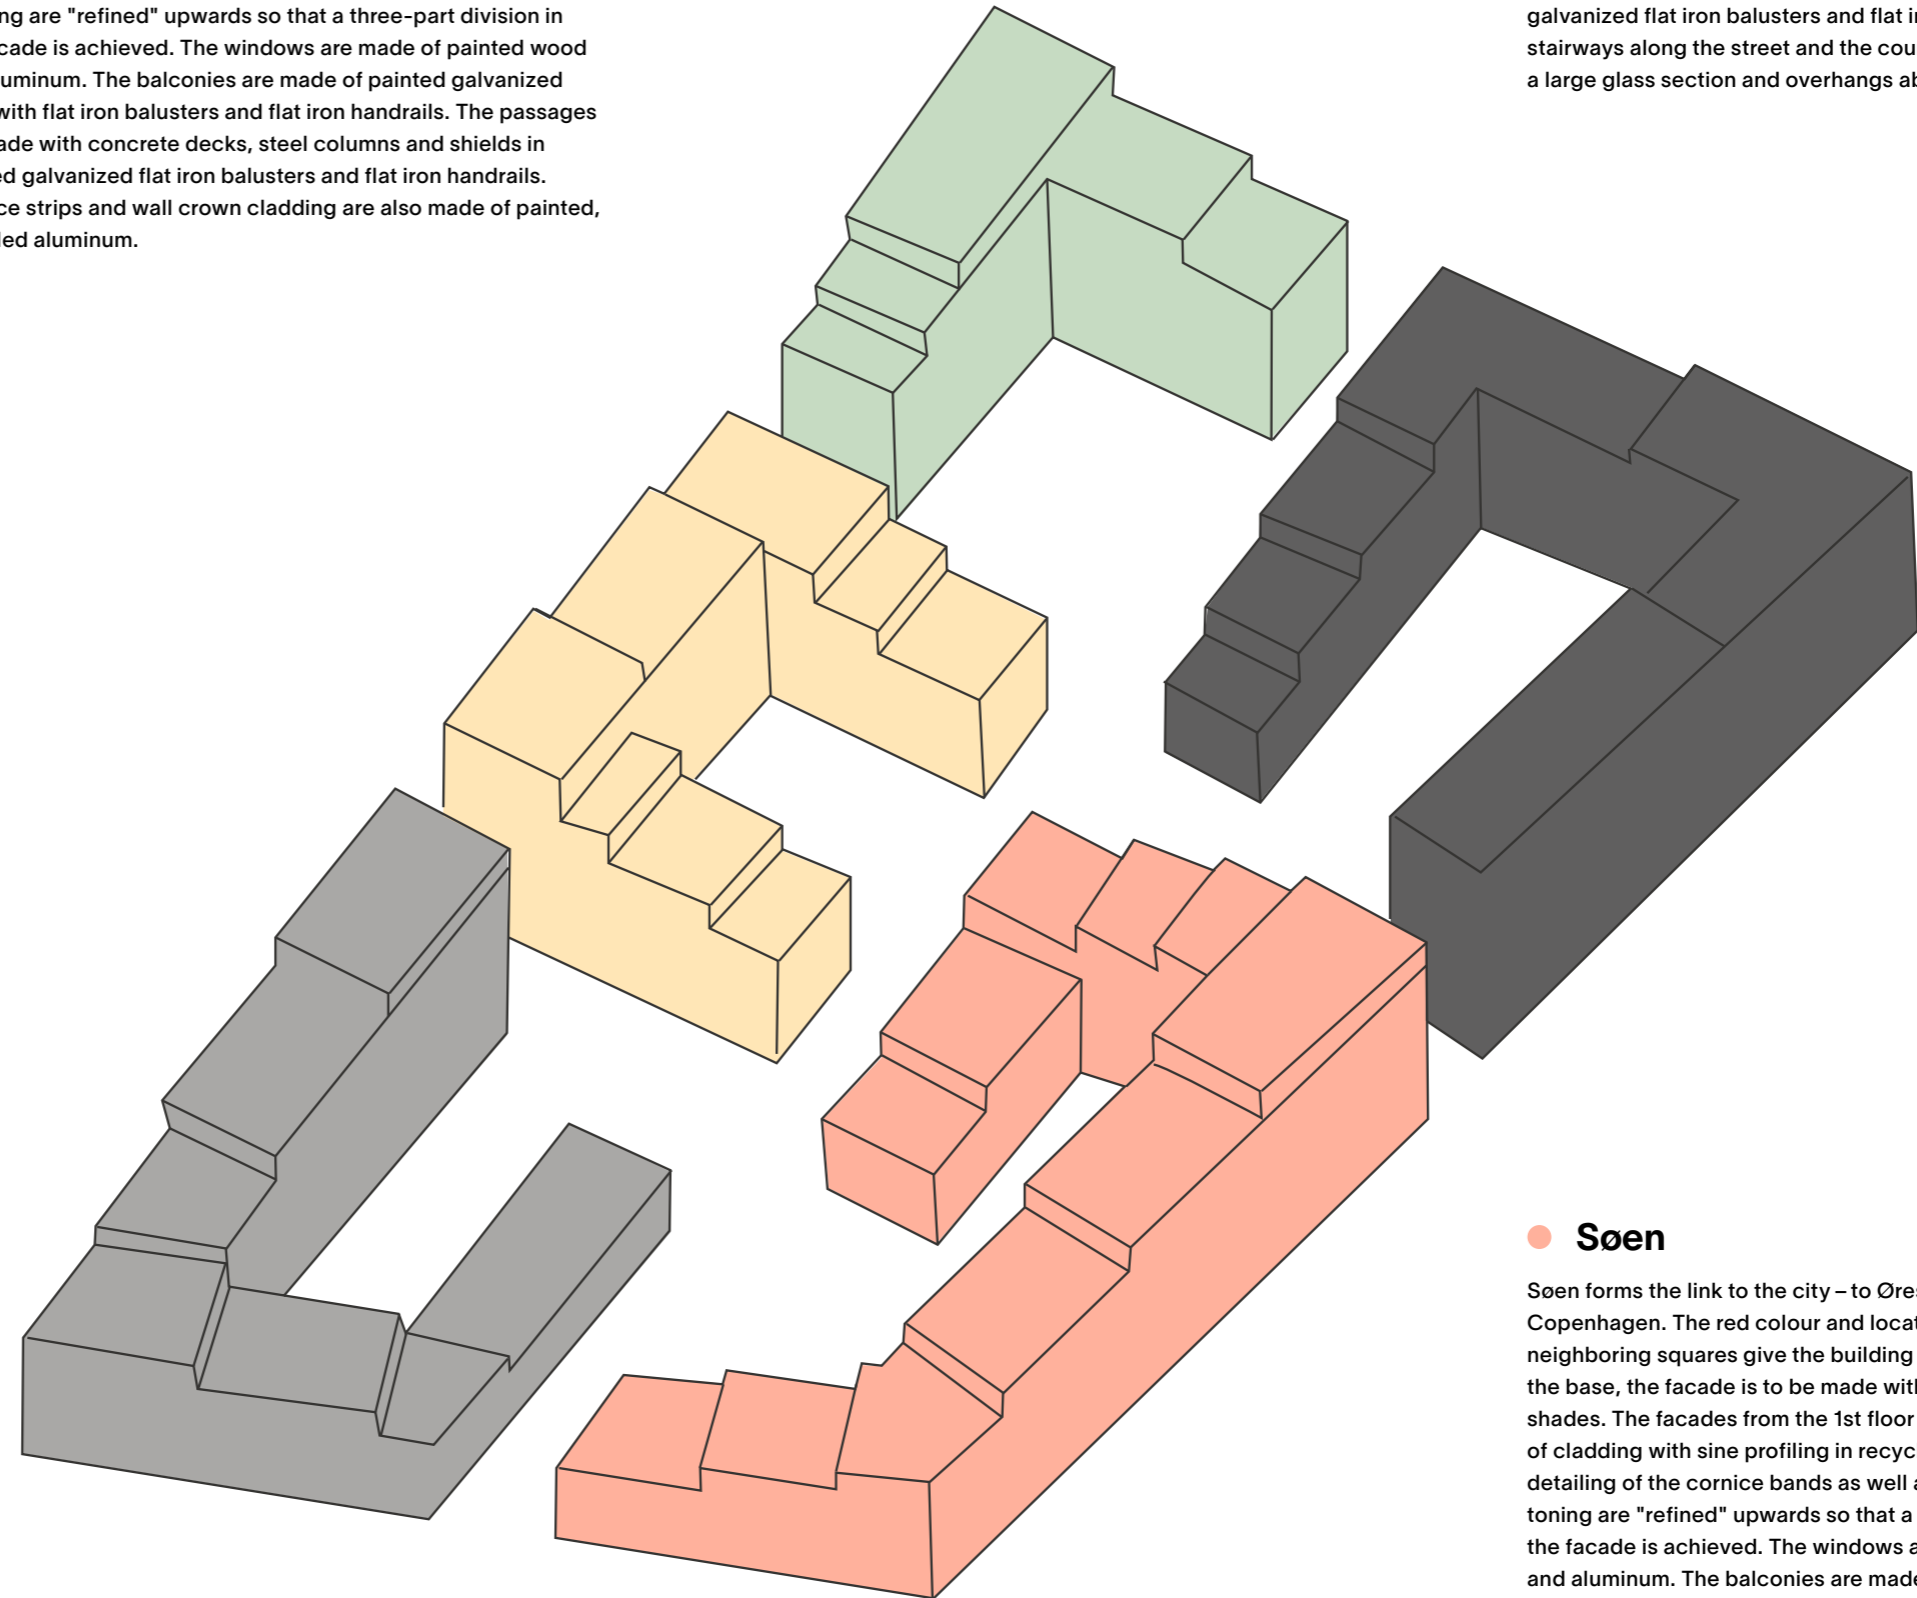 ng are "refined" upwards so that a three-part division in
cade is achieved. The windows are made of painted wood
uminum. The balconies are made of painted galvanized
with flat iron balusters and flat iron handrails. The passages
ade with concrete decks, steel columns and shields in
ed galvanized flat iron balusters and flat iron handrails.
ce strips and wall crown cladding are also made of painted,
led aluminum.
galvanized flat iron balusters and flat i
stairways along the street and the cou
a large glass section and overhangs ab
Søen
Søen forms the link to the city – to Øre
Copenhagen. The red colour and locat
neighboring squares give the building
the base, the facade is to be made with
shades. The facades from the 1st floor
of cladding with sine profiling in recyc
detailing of the cornice bands as well a
toning are "refined" upwards so that a
the facade is achieved. The windows a
and aluminum. The balconies are made